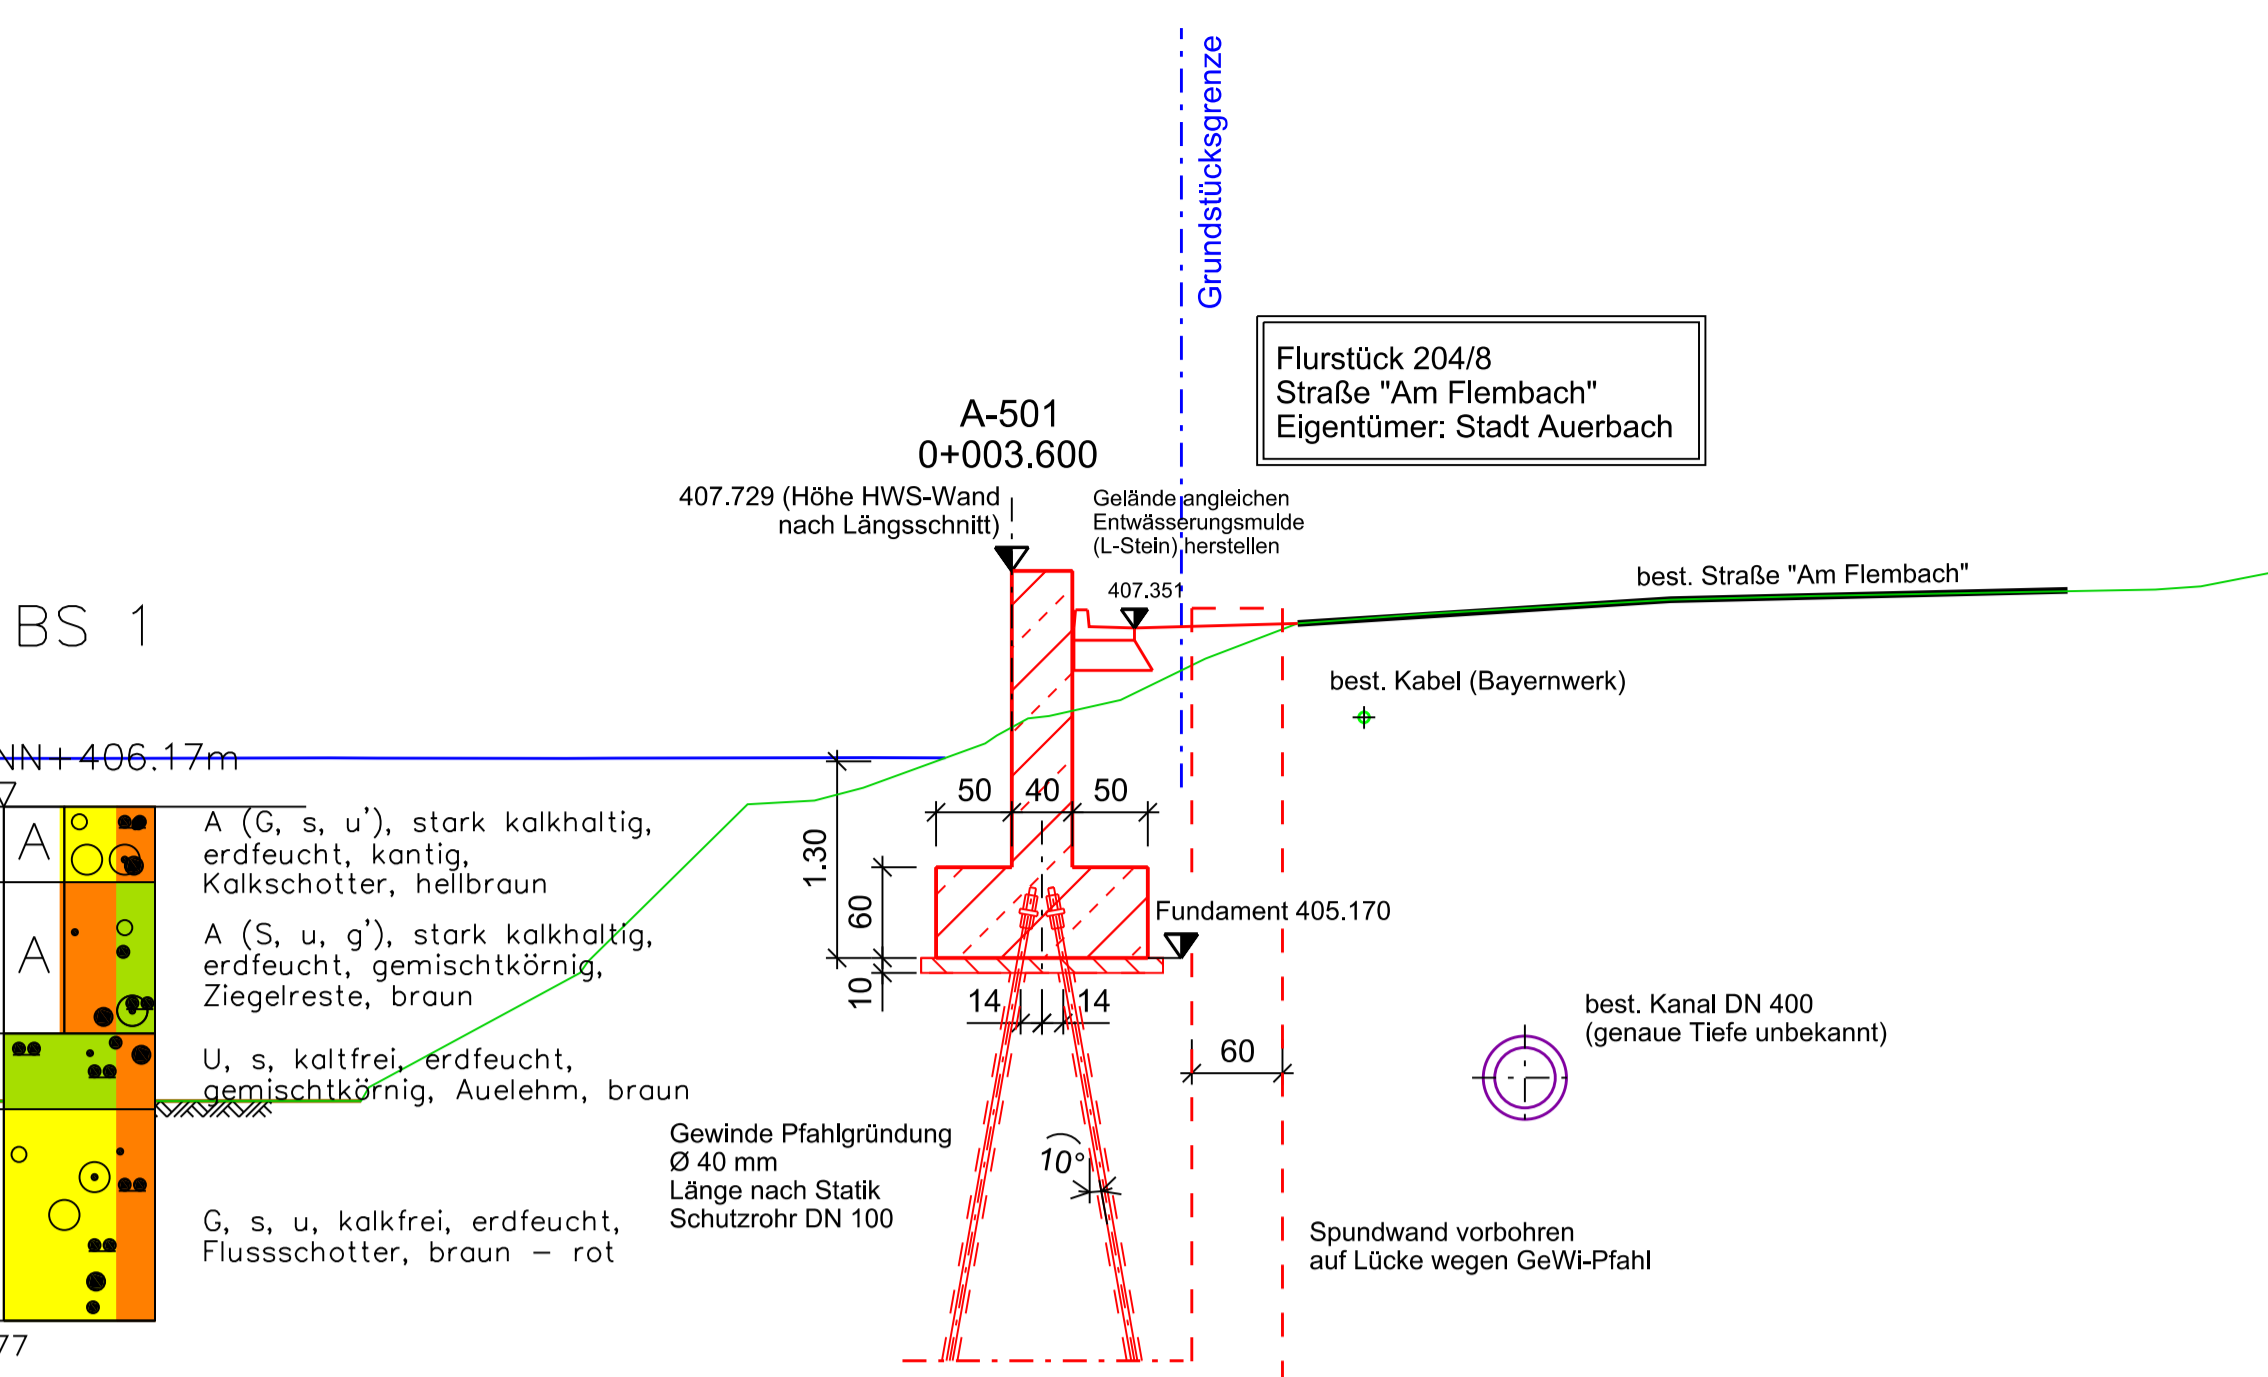 Grundstücksgrenze
Flurstück 204/8
Straße "Am Flembach"
Eigentümer: Stadt Auerbach
A-501
0+003.600
407.729 (Höhe HWS-Wand
nach Längsschnitt)
Gelände angleichen
Entwässerungsmulde
(L-Stein) herstellen
407.351
best. Straße "Am Flembach"
BS 1
best. Kabel (Bayernwerk)
NN+406.17m
50 40 50
1.30
60
10
A
A (G, s, u'), stark kalkhaltig,
erdfeucht, kantig,
Kalkschotter, hellbraun
A
A (S, u, g'), stark kalkhaltig,
erdfeucht, gemischtkörnig,
Ziegelreste, braun
Fundament 405.170
14 14
60
best. Kanal DN 400
(genaue Tiefe unbekannt)
U, s, kaltfrei, erdfeucht,
gemischtkörnig, Auelehm, braun
Gewinde Pfahlgründung
Ø 40 mm
Länge nach Statik
Schutzrohr DN 100
10°
G, s, u, kalkfrei, erdfeucht,
Flussschotter, braun – rot
Spundwand vorbohren
auf Lücke wegen GeWi-Pfahl
77